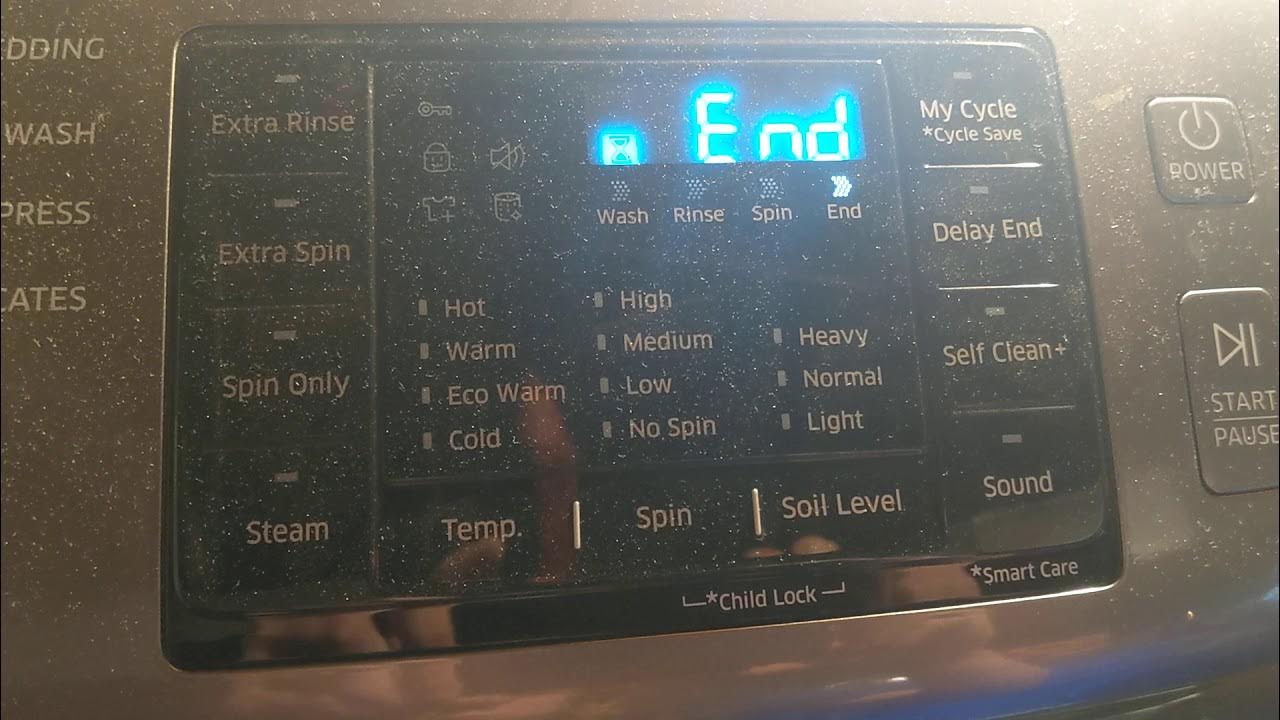 EDDING
WASH
PRESS
CATES
Extra Rinse
Extra Spin
Spin Only
Steam
End
Wash Rinse Spin End
Hot
Warm
Eco Warm
Cold
High
Medium
Low
No Spin
Heavy
Normal
Light
Temp.
Spin
Soil Level
*Child Lock
My Cycle
*Cycle Save
Delay End
Self Clean+
Sound
*Smart Care
POWER
START
PAUSE